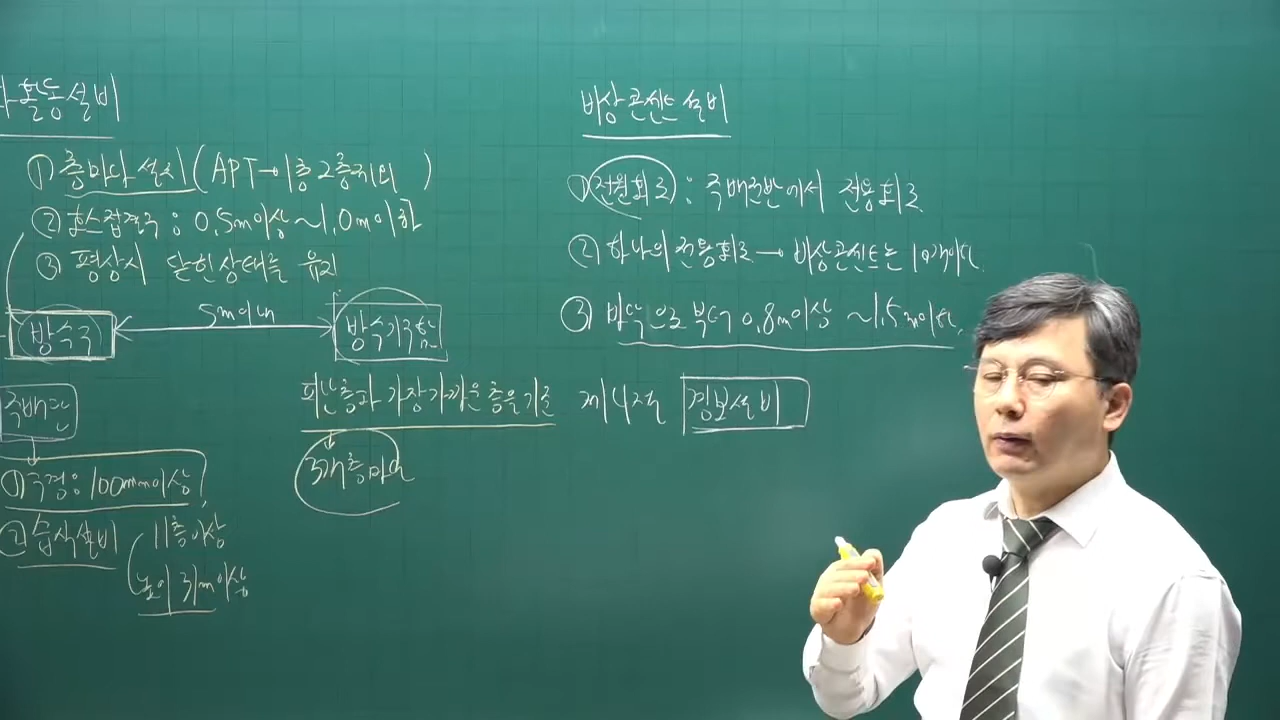 활동설비
① 층마다 설치 (APT→1층 2층제외 )
② 호스접결구 : 0.5m이상 ~ 1.0m이하
③ 평상시 닫힌상태를 유지
방수구 5m이내 방수기구함
피난층과 가장 가까운 층을 기준
3개층마다
주배관
① 구경: 100mm이상
② 습식설비 11층이상
높이 31m이상
비상콘센트설비
① 전원회로 : 주배전반에서 전용회로
② 하나의 전용회로 → 비상콘센트는 10개이하
③ 바닥으로 부터 0.8m이상 ~1.5m이하
제4절 경보설비